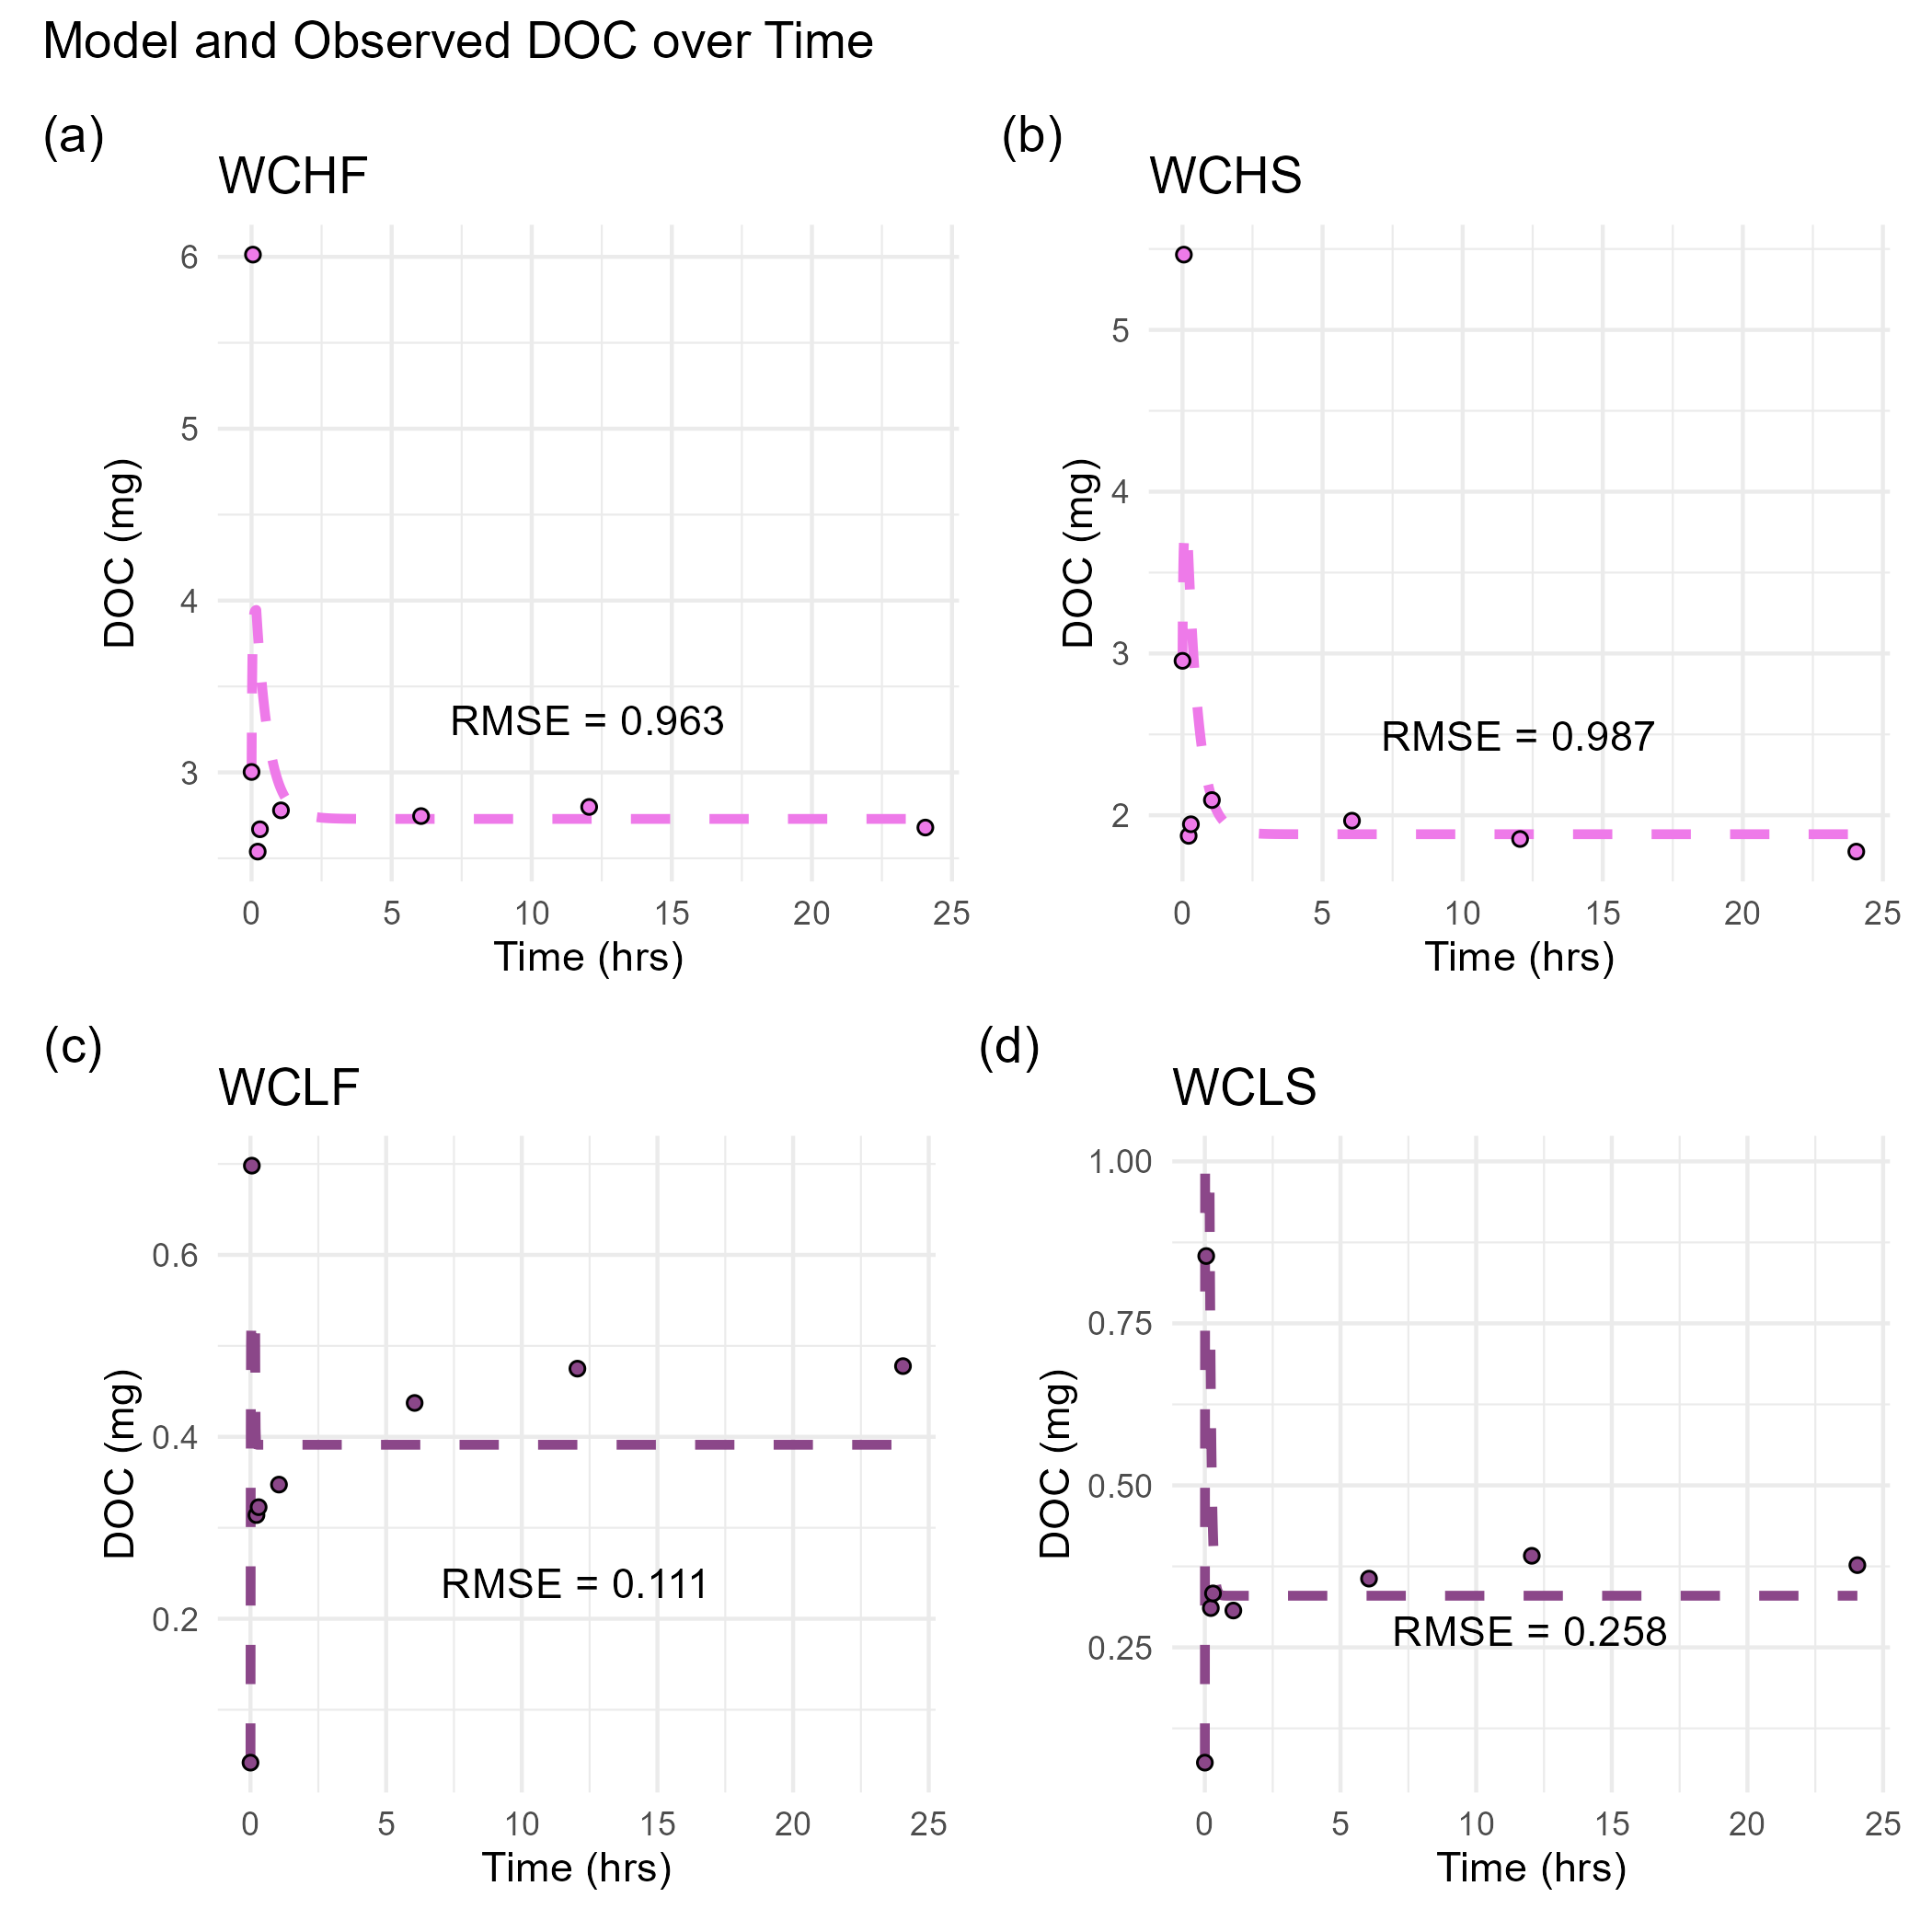 Model and Observed DOC over Time
(a)
WCHF
6
5
4
3
DOC (mg)
RMSE = 0.963
0 5 10 15 20 25
Time (hrs)
(b)
WCHS
5
4
3
2
DOC (mg)
RMSE = 0.987
0 5 10 15 20 25
Time (hrs)
(c)
WCLF
0.6
0.4
0.2
DOC (mg)
RMSE = 0.111
0 5 10 15 20 25
Time (hrs)
(d)
WCLS
1.00
0.75
0.50
0.25
DOC (mg)
RMSE = 0.258
0 5 10 15 20 25
Time (hrs)